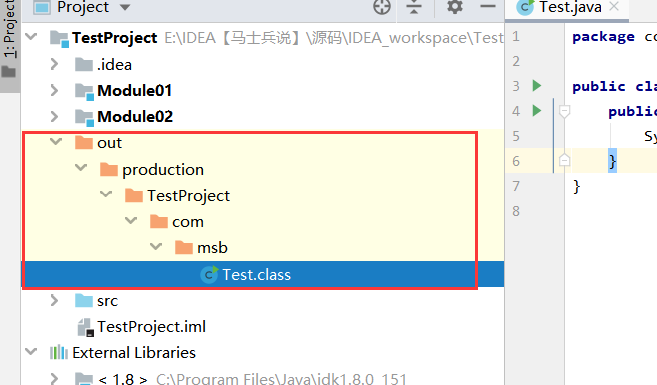 1: Project
Project
Test.java
TestProject E:\IDEA【马士兵说】\源码\IDEA_workspace\Test
.idea
Module01
Module02
out
production
TestProject
com
msb
Test.class
src
TestProject.iml
External Libraries
< 1.8 > C:\Program Files\Java\jdk1.8.0_151
1 package co
2
3 public cla
4 public
5 Sy
6 }
7 }
8